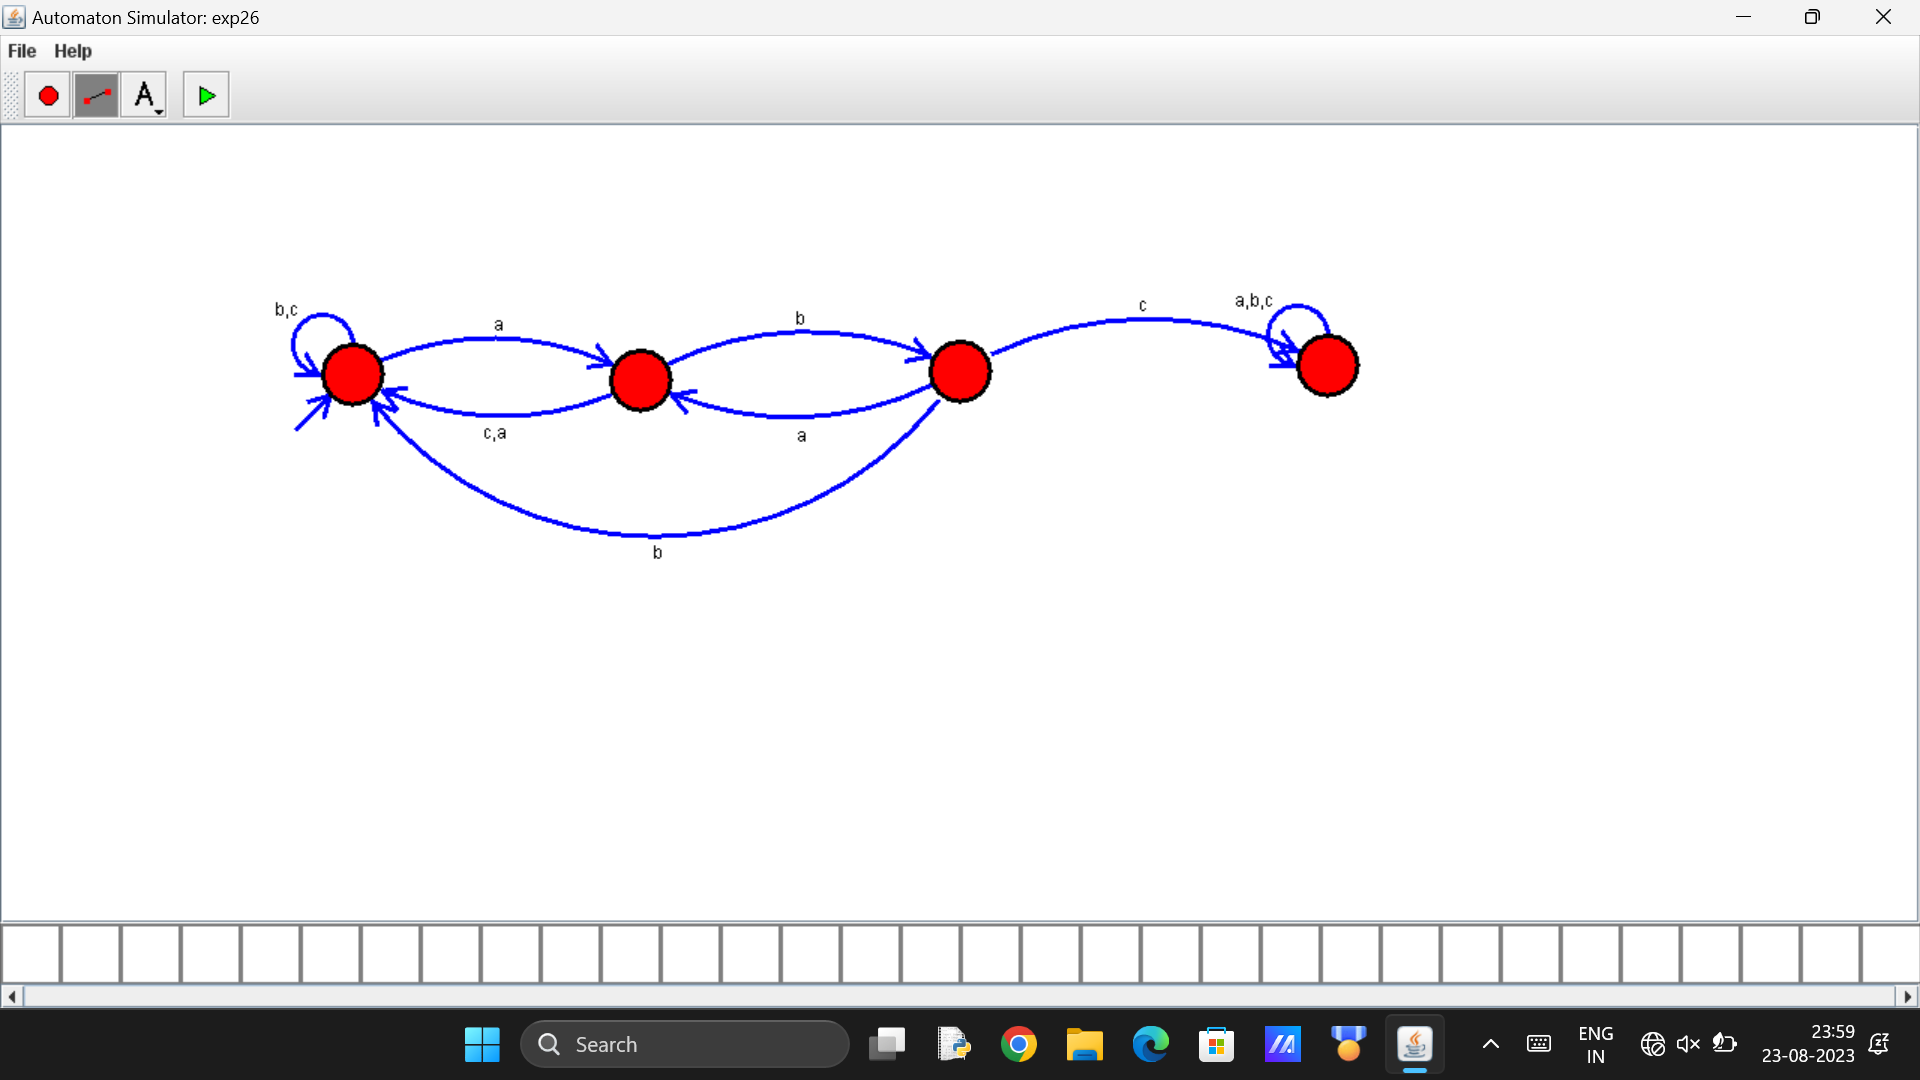 Automaton Simulator: exp26
File Help
A
b,c
a
b
c
a,b,c
c,a
a
b
Search
ENG
IN
23:59
23-08-2023